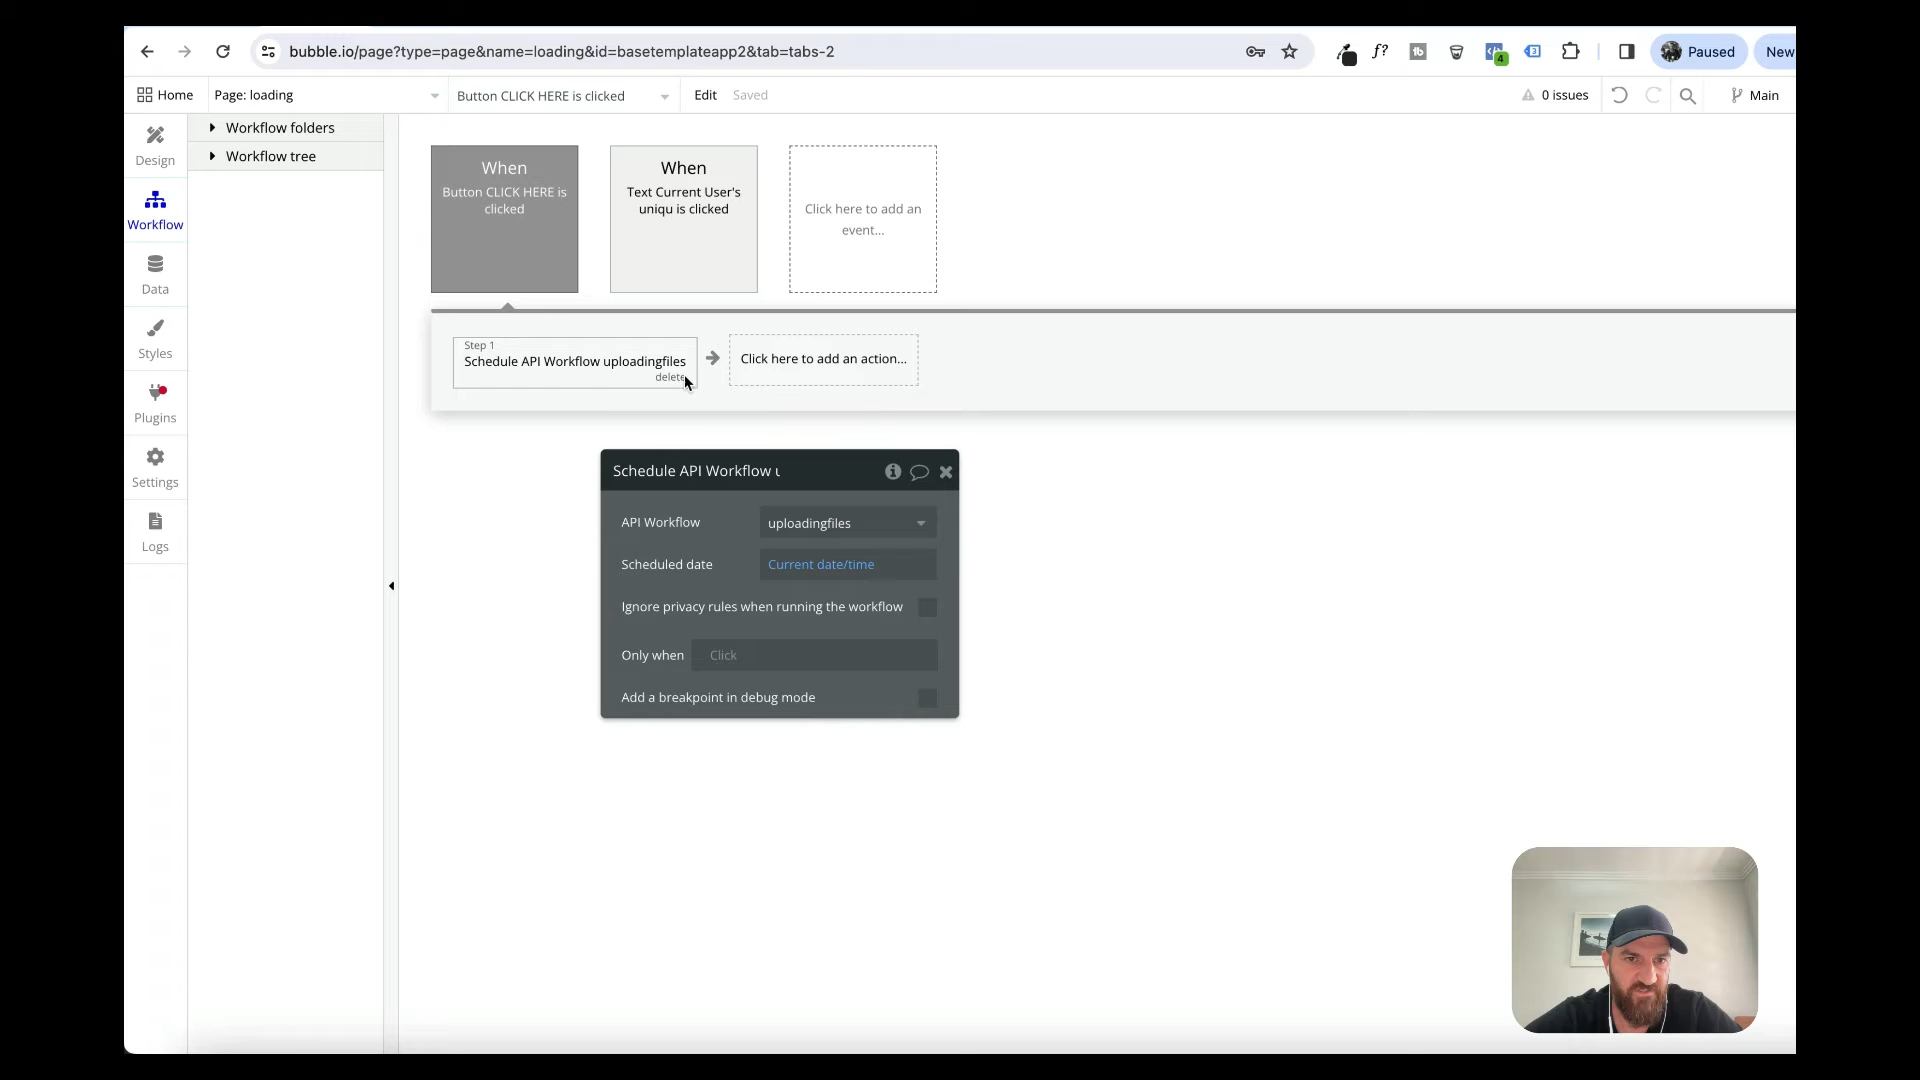 bubble.io/page?type=page&name=loading&id=basetemplateapp2&tab=tabs-2
f?
tb
4
3
Paused
New
Home
Page: loading
Button CLICK HERE is clicked
Edit
Saved
0 issues
Main
Design
Workflow
Data
Styles
Plugins
Settings
Logs
Workflow folders
Workflow tree
When
Button CLICK HERE is
clicked
When
Text Current User's
uniqu is clicked
Click here to add an
event...
Step 1
Schedule API Workflow uploadingfiles
delete
Click here to add an action...
Schedule API Workflow u
API Workflow
uploadingfiles
Scheduled date
Current date/time
Ignore privacy rules when running the workflow
Only when
Click
Add a breakpoint in debug mode